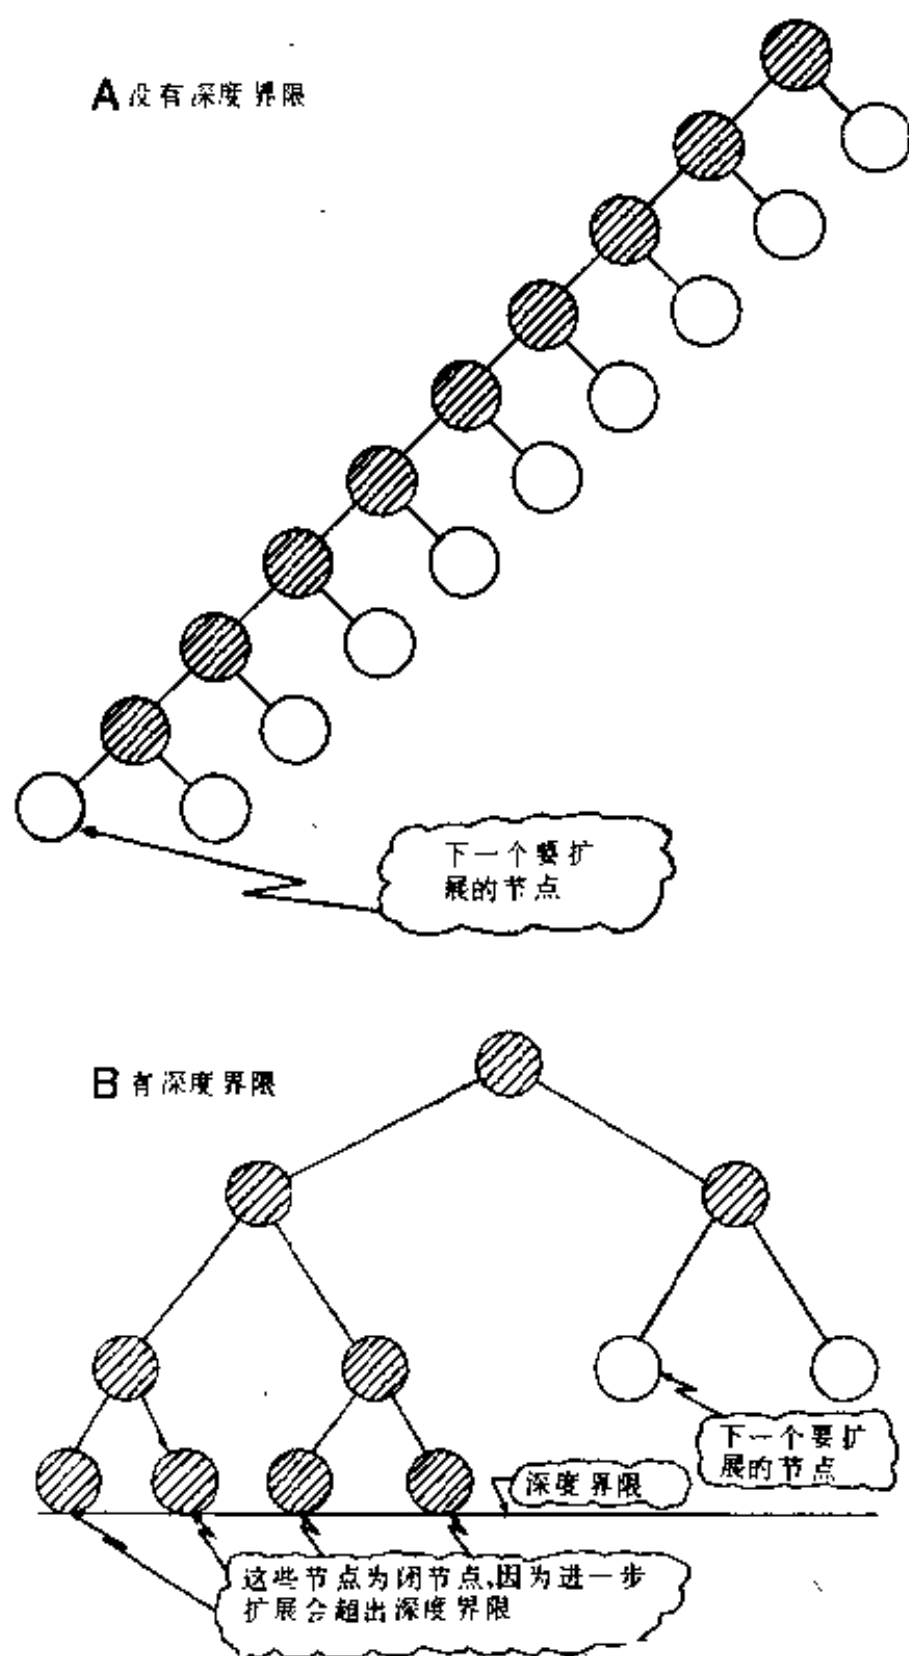 A 没有深度界限
下一个要扩
展的节点
B 有深度界限
下一个要扩
展的节点
深度界限
这些节点为闭节点,因为进一步
扩展会超出深度界限